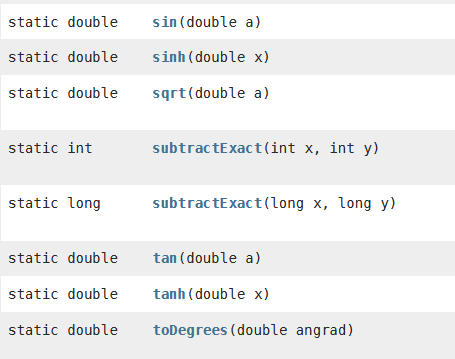 static double sin(double a)
static double sinh(double x)
static double sqrt(double a)
static int subtractExact(int x, int y)
static long subtractExact(long x, long y)
static double tan(double a)
static double tanh(double x)
static double toDegrees(double angrad)